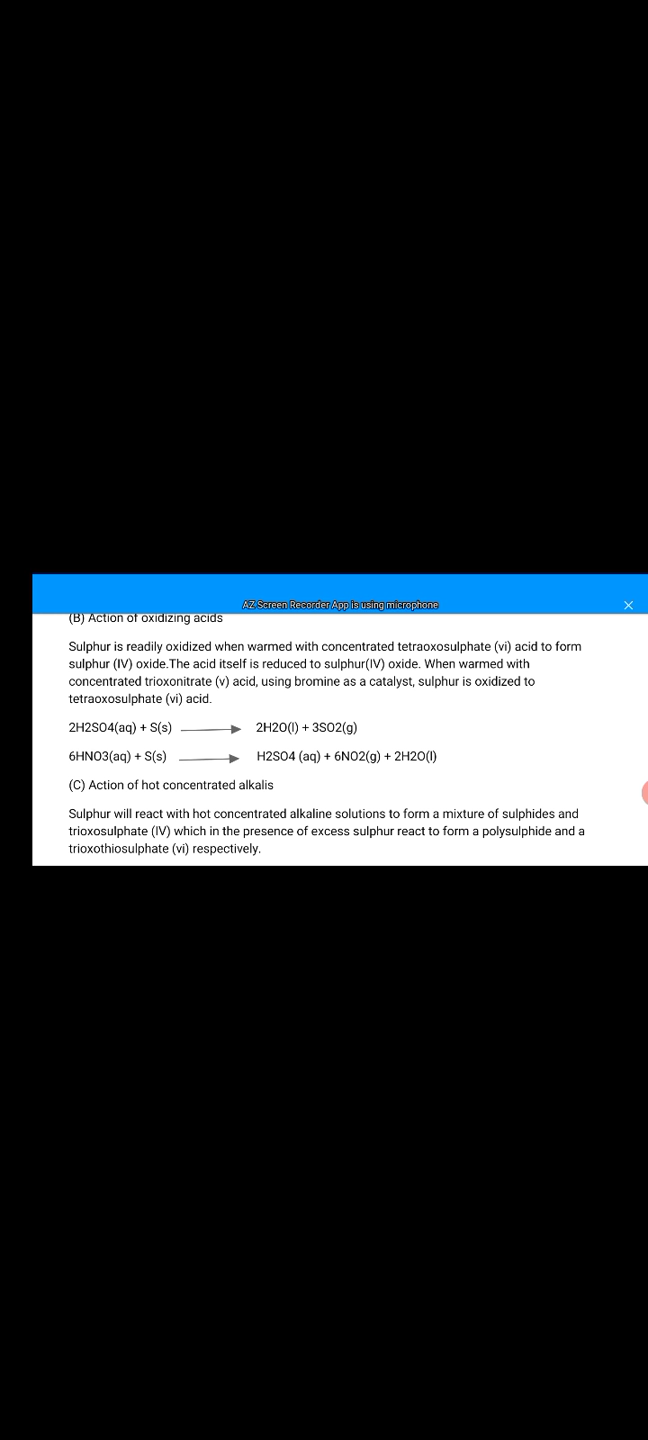 AZ Screen Recorder App is using microphone
(B) Action of oxidizing acids
Sulphur is readily oxidized when warmed with concentrated tetraoxosulphate (vi) acid to form
sulphur (IV) oxide.The acid itself is reduced to sulphur(IV) oxide. When warmed with
concentrated trioxonitrate (v) acid, using bromine as a catalyst, sulphur is oxidized to
tetraoxosulphate (vi) acid.
2H2SO4(aq) + S(s) ⟶ 2H2O(l) + 3SO2(g)
6HNO3(aq) + S(s) ⟶ H2SO4 (aq) + 6NO2(g) + 2H2O(l)
(C) Action of hot concentrated alkalis
Sulphur will react with hot concentrated alkaline solutions to form a mixture of sulphides and
trioxosulphate (IV) which in the presence of excess sulphur react to form a polysulphide and a
trioxothiosulphate (vi) respectively.